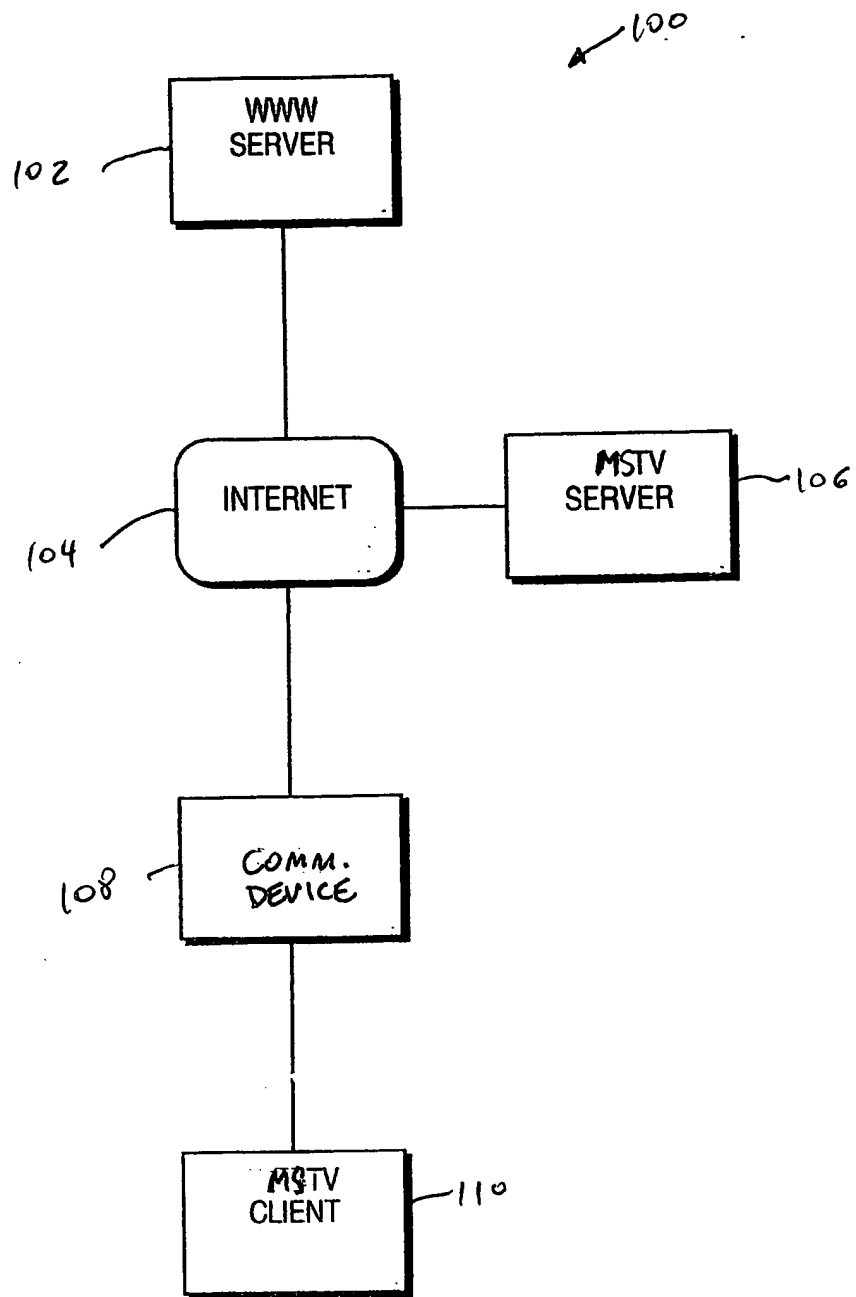 100
WWW
SERVER
102
INTERNET
104
MSTV
SERVER
106
COMM.
DEVICE
108
MSTV
CLIENT
110